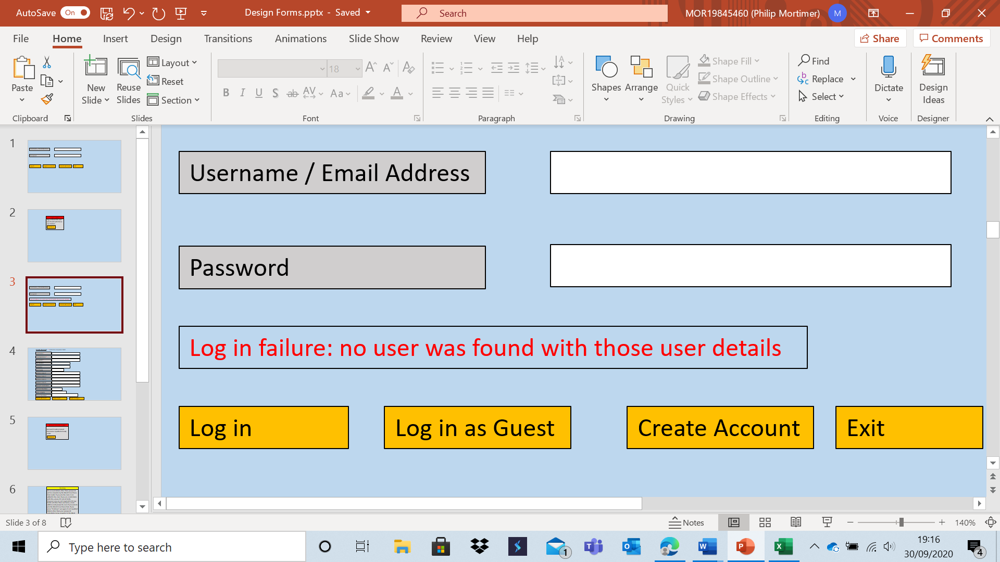 AutoSave On Design Forms.pptx - Saved Search MOR19845460 (Philip Mortimer) M
File Home Insert Design Transitions Animations Slide Show Review View Help Share Comments
Paste
New Slide
Reuse Slides
Layout
Reset
Section
18
B I U S ab AV Aa A
Shapes
Arrange
Quick Styles
Shape Fill
Shape Outline
Shape Effects
Find
Replace
Select
Dictate
Design Ideas
Clipboard Slides Font Paragraph Drawing Editing Voice Designer
1
2
3
4
5
6
Username / Email Address
Password
Log in failure: no user was found with those user details
Log in Log in as Guest Create Account Exit
Slide 3 of 8 Notes 140%
Type here to search
1
19:16
30/09/2020
4